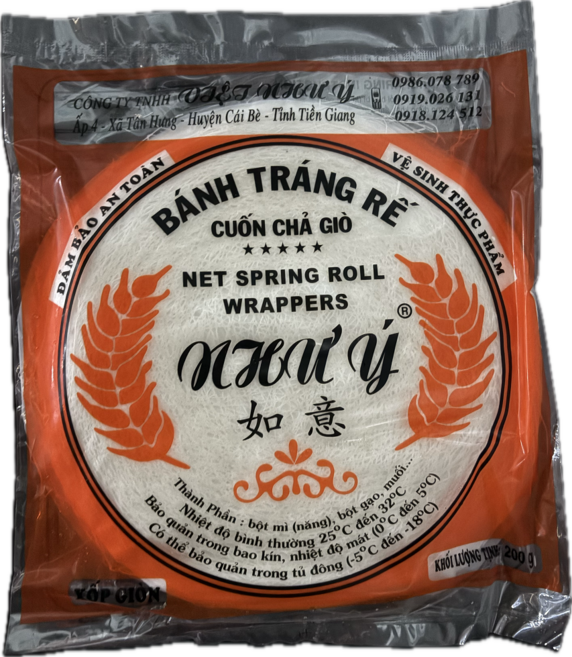 CÔNG TY TNHH VIỆT NHƯ Ý
Ấp 4 - Xã Tân Hưng - Huyện Cái Bè - Tỉnh Tiền Giang
0986.078 789
0919.026 131
0918.124 512
ĐẢM BẢO AN TOÀN
VỆ SINH THỰC PHẨM
BÁNH TRÁNG RẾ
CUỐN CHẢ GIÒ
★★★★★
NET SPRING ROLL
WRAPPERS
NHƯ Ý ®
如意
Thành Phần : bột mì (năng), bột gạo, muối...
Nhiệt độ bình thường 25°C đến 32°C
Bảo quản trong bao kín, nhiệt độ mát (0°C đến 5°C)
Có thể bảo quản trong tủ đông (-5°C đến -18°C)
XỐP GIÒN
KHỐI LƯỢNG TỊNH: 200 g